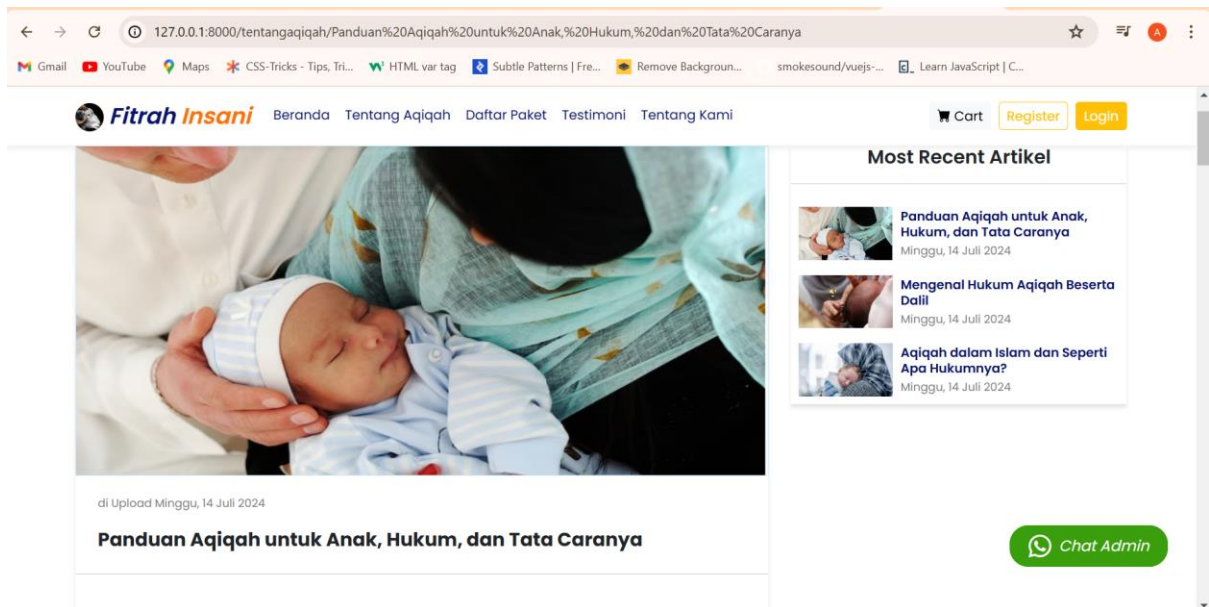 127.0.0.1:8000/tentangaqiqah/Panduan%20Aqiqah%20untuk%20Anak,%20Hukum,%20dan%20Tata%20Caranya
A
Gmail YouTube Maps CSS-Tricks - Tips, Tri... HTML var tag Subtle Patterns | Fre... Remove Backgroun... smokesound/vuejs-... Learn JavaScript | C...
Fitrah Insani Beranda Tentang Aqiqah Daftar Paket Testimoni Tentang Kami Cart Register Login
Most Recent Artikel
Panduan Aqiqah untuk Anak,
Hukum, dan Tata Caranya
Minggu, 14 Juli 2024
Mengenal Hukum Aqiqah Beserta
Dalil
Minggu, 14 Juli 2024
Aqiqah dalam Islam dan Seperti
Apa Hukumnya?
Minggu, 14 Juli 2024
di Upload Minggu, 14 Juli 2024
Panduan Aqiqah untuk Anak, Hukum, dan Tata Caranya
Chat Admin